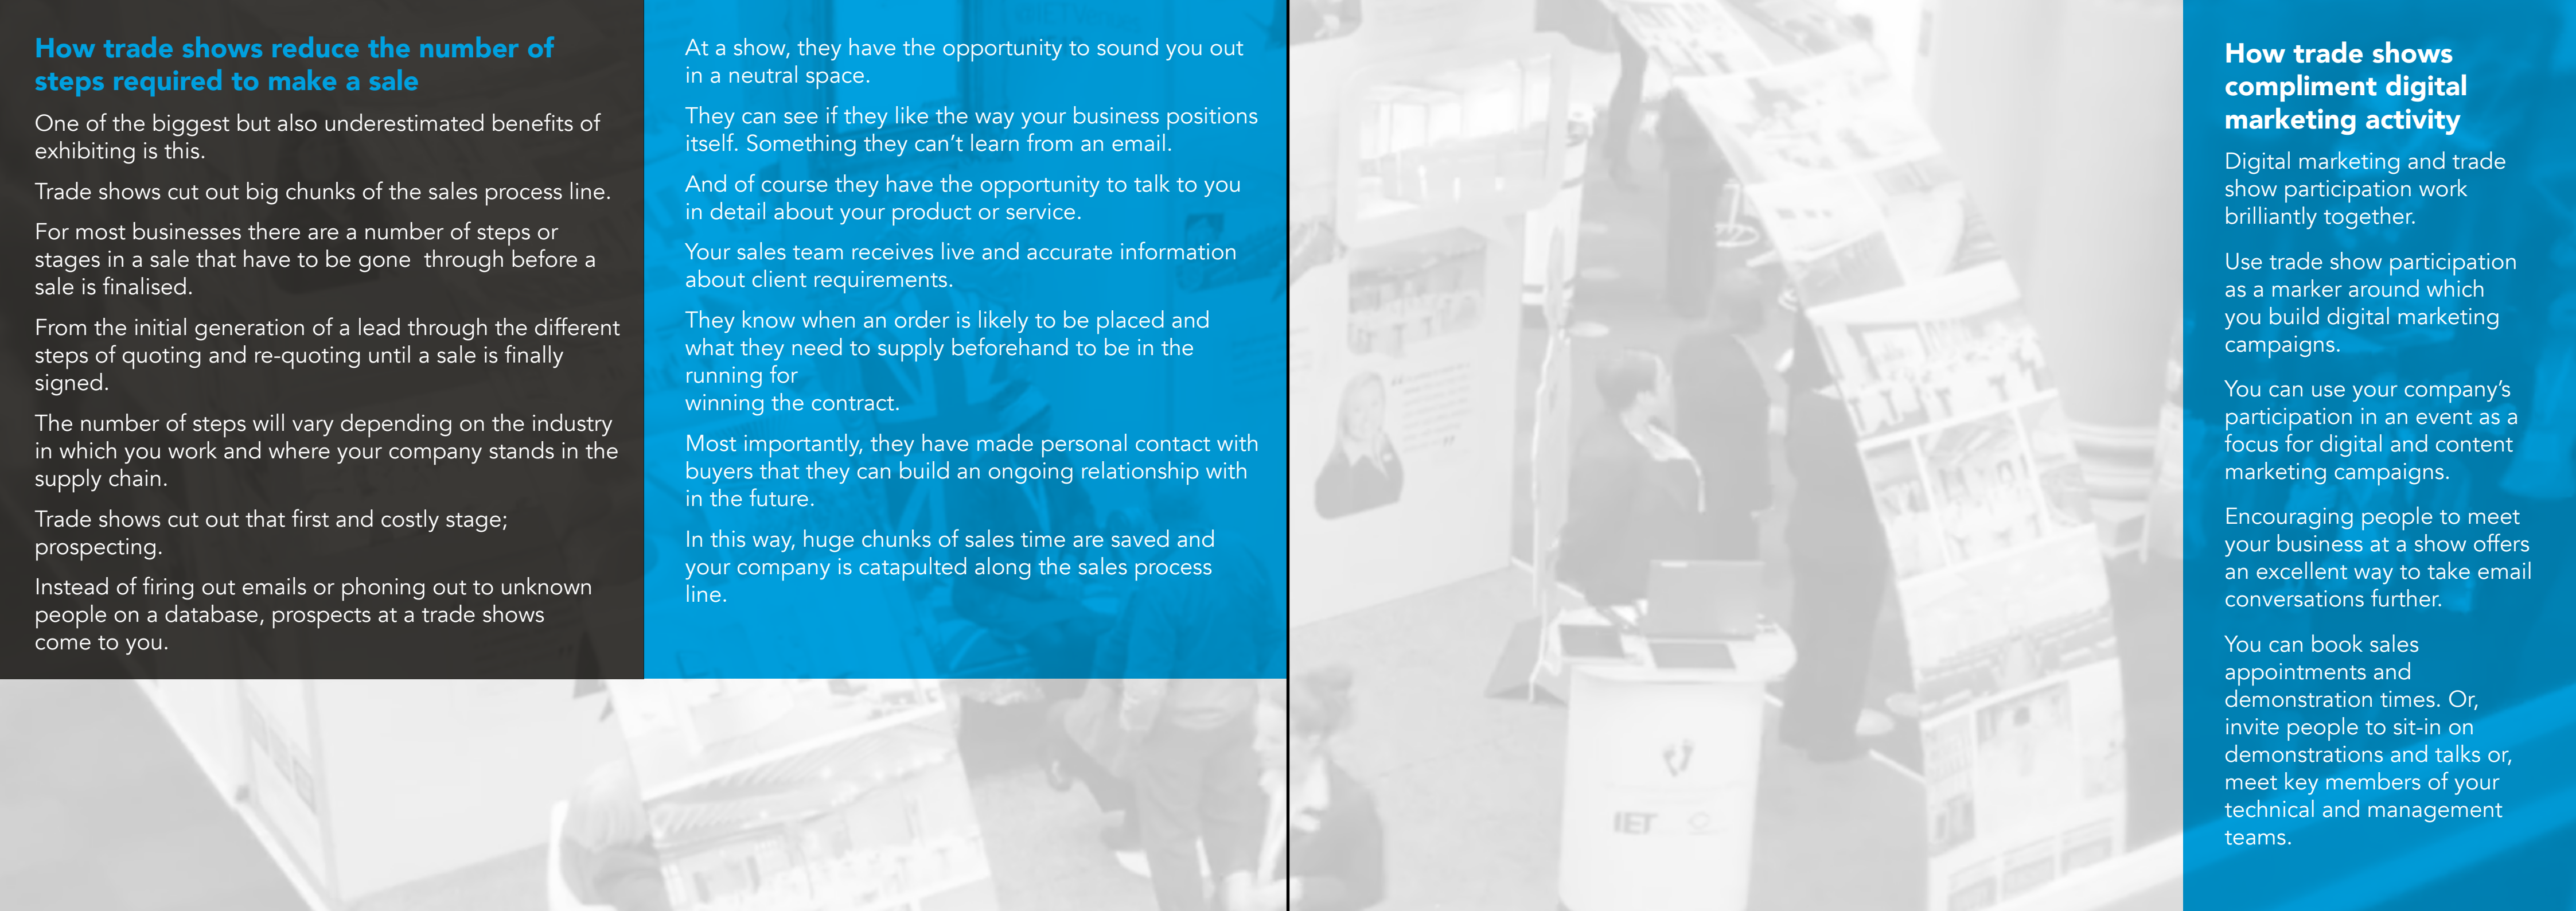 How trade shows reduce the number of
steps required to make a sale
One of the biggest but also underestimated benefits of
exhibiting is this.
Trade shows cut out big chunks of the sales process line.
For most businesses there are a number of steps or
stages in a sale that have to be gone  through before a
sale is finalised.
From the initial generation of a lead through the different
steps of quoting and re-quoting until a sale is finally
signed.
The number of steps will vary depending on the industry
in which you work and where your company stands in the
supply chain.
Trade shows cut out that first and costly stage;
prospecting.
Instead of firing out emails or phoning out to unknown
people on a database, prospects at a trade shows
come to you.
At a show, they have the opportunity to sound you out
in a neutral space.
They can see if they like the way your business positions
itself. Something they can’t learn from an email.
And of course they have the opportunity to talk to you
in detail about your product or service.
Your sales team receives live and accurate information
about client requirements.
They know when an order is likely to be placed and
what they need to supply beforehand to be in the
running for
winning the contract.
Most importantly, they have made personal contact with
buyers that they can build an ongoing relationship with
in the future.
In this way, huge chunks of sales time are saved and
your company is catapulted along the sales process
line.
IET
How trade shows
compliment digital
marketing activity
Digital marketing and trade
show participation work
brilliantly together.
Use trade show participation
as a marker around which
you build digital marketing
campaigns.
You can use your company’s
participation in an event as a
focus for digital and content
marketing campaigns.
Encouraging people to meet
your business at a show offers
an excellent way to take email
conversations further.
You can book sales
appointments and
demonstration times. Or,
invite people to sit-in on
demonstrations and talks or,
meet key members of your
technical and management
teams.